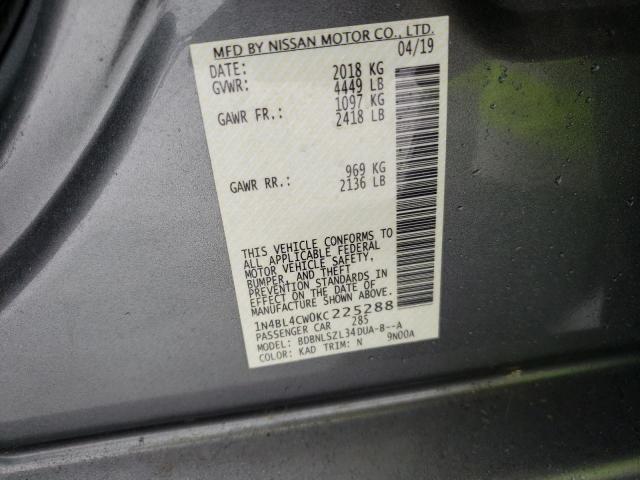 MFD BY NISSAN MOTOR CO., LTD.
DATE: 04/19
GVWR: 2018 KG
4449 LB
GAWR FR.: 1097 KG
2418 LB
GAWR RR.: 969 KG
2136 LB
THIS VEHICLE CONFORMS TO
ALL APPLICABLE FEDERAL
MOTOR VEHICLE SAFETY,
BUMPER, AND THEFT
PREVENTION STANDARDS IN
EFFECT ON THE DATE OF
MANUFACTURE SHOWN ABOVE.
1N4BL4CW0KC225288
PASSENGER CAR 285
MODEL: BDBNLSZL34DUA-8--A
COLOR: KAD TRIM: N 9N00A